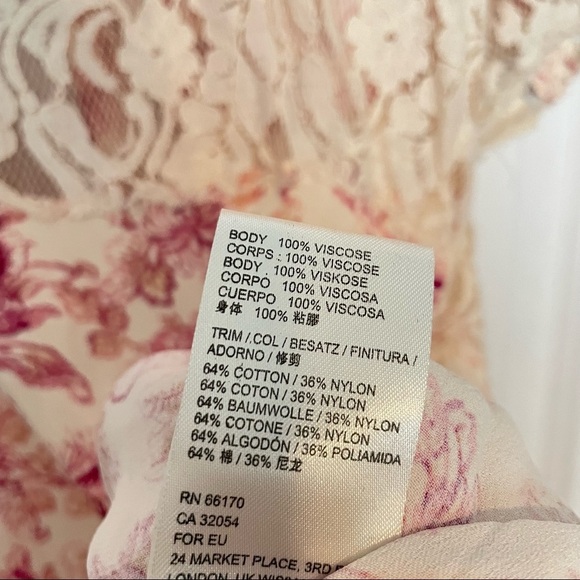 BODY 100% VISCOSE
CORPS : 100% VISCOSE
BODY . 100% VISKOSE
CORPO 100% VISCOSA
CUERPO 100% VISCOSA
身体 100% 粘膠
TRIM / COL / BESATZ / FINITURA /
ADORNO / 修剪
64% COTTON / 36% NYLON
64% COTON / 36% NYLON
64% BAUMWOLLE / 36% NYLON
64% COTONE / 36% NYLON
64% ALGODÓN / 36% POLIAMIDA
64% 棉 / 36% 尼龙
RN 66170
CA 32054
FOR EU
24 MARKET PLACE, 3RD
LONDON, UK